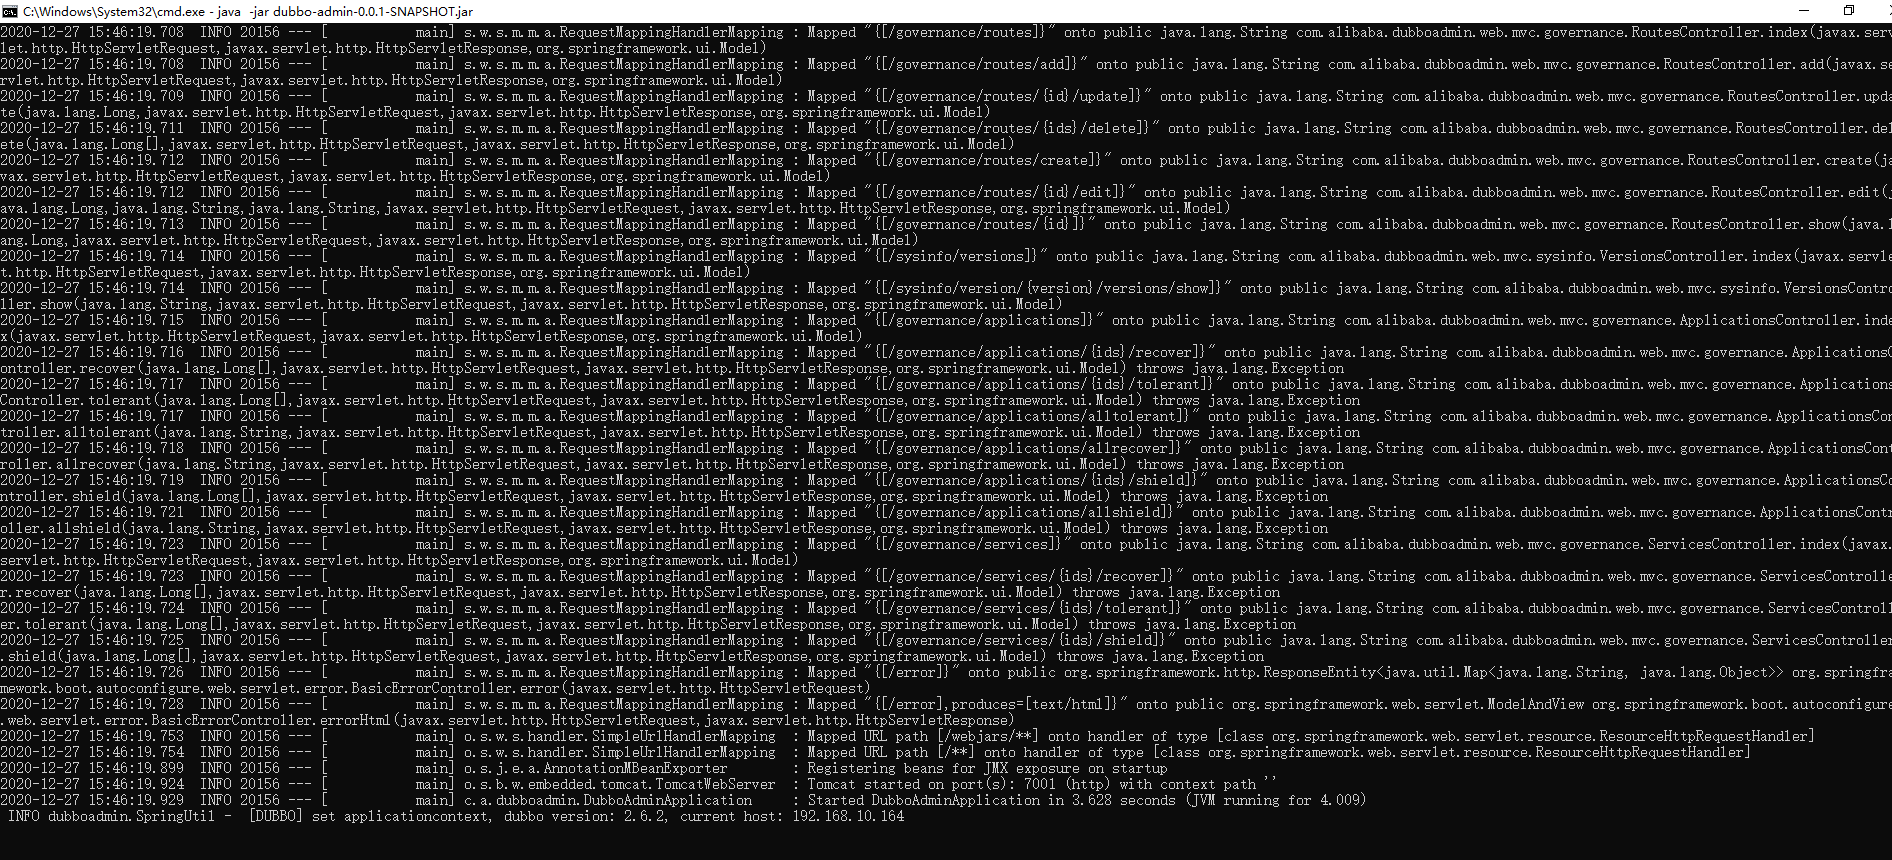 C:\Windows\System32\cmd.exe - java  -jar dubbo-admin-0.0.1-SNAPSHOT.jar
2020-12-27 15:46:19.708  INFO 20156 --- [           main] s.w.s.m.m.a.RequestMappingHandlerMapping : Mapped "{[/governance/routes]}" onto public java.lang.String com.alibaba.dubboadmin.web.mvc.governance.RoutesController.index(javax.serv
let.http.HttpServletRequest,javax.servlet.http.HttpServletResponse,org.springframework.ui.Model)
2020-12-27 15:46:19.708  INFO 20156 --- [           main] s.w.s.m.m.a.RequestMappingHandlerMapping : Mapped "{[/governance/routes/add]}" onto public java.lang.String com.alibaba.dubboadmin.web.mvc.governance.RoutesController.add(javax.se
rvlet.http.HttpServletRequest,javax.servlet.http.HttpServletResponse,org.springframework.ui.Model)
2020-12-27 15:46:19.709  INFO 20156 --- [           main] s.w.s.m.m.a.RequestMappingHandlerMapping : Mapped "{[/governance/routes/{id}/update]}" onto public java.lang.String com.alibaba.dubboadmin.web.mvc.governance.RoutesController.upda
te(java.lang.Long,javax.servlet.http.HttpServletRequest,javax.servlet.http.HttpServletResponse,org.springframework.ui.Model)
2020-12-27 15:46:19.711  INFO 20156 --- [           main] s.w.s.m.m.a.RequestMappingHandlerMapping : Mapped "{[/governance/routes/{ids}/delete]}" onto public java.lang.String com.alibaba.dubboadmin.web.mvc.governance.RoutesController.del
ete(java.lang.Long[],javax.servlet.http.HttpServletRequest,javax.servlet.http.HttpServletResponse,org.springframework.ui.Model)
2020-12-27 15:46:19.712  INFO 20156 --- [           main] s.w.s.m.m.a.RequestMappingHandlerMapping : Mapped "{[/governance/routes/create]}" onto public java.lang.String com.alibaba.dubboadmin.web.mvc.governance.RoutesController.create(ja
vax.servlet.http.HttpServletRequest,javax.servlet.http.HttpServletResponse,org.springframework.ui.Model)
2020-12-27 15:46:19.712  INFO 20156 --- [           main] s.w.s.m.m.a.RequestMappingHandlerMapping : Mapped "{[/governance/routes/{id}/edit]}" onto public java.lang.String com.alibaba.dubboadmin.web.mvc.governance.RoutesController.edit(j
ava.lang.Long,java.lang.String,java.lang.String,javax.servlet.http.HttpServletRequest,javax.servlet.http.HttpServletResponse,org.springframework.ui.Model)
2020-12-27 15:46:19.713  INFO 20156 --- [           main] s.w.s.m.m.a.RequestMappingHandlerMapping : Mapped "{[/governance/routes/{id}]}" onto public java.lang.String com.alibaba.dubboadmin.web.mvc.governance.RoutesController.show(java.l
ang.Long,javax.servlet.http.HttpServletRequest,javax.servlet.http.HttpServletResponse,org.springframework.ui.Model)
2020-12-27 15:46:19.714  INFO 20156 --- [           main] s.w.s.m.m.a.RequestMappingHandlerMapping : Mapped "{[/sysinfo/versions]}" onto public java.lang.String com.alibaba.dubboadmin.web.mvc.sysinfo.VersionsController.index(javax.servle
t.http.HttpServletRequest,javax.servlet.http.HttpServletResponse,org.springframework.ui.Model)
2020-12-27 15:46:19.714  INFO 20156 --- [           main] s.w.s.m.m.a.RequestMappingHandlerMapping : Mapped "{[/sysinfo/version/{version}/versions/show]}" onto public java.lang.String com.alibaba.dubboadmin.web.mvc.sysinfo.VersionsContro
ller.show(java.lang.String,javax.servlet.http.HttpServletRequest,javax.servlet.http.HttpServletResponse,org.springframework.ui.Model)
2020-12-27 15:46:19.715  INFO 20156 --- [           main] s.w.s.m.m.a.RequestMappingHandlerMapping : Mapped "{[/governance/applications]}" onto public java.lang.String com.alibaba.dubboadmin.web.mvc.governance.ApplicationsController.inde
x(javax.servlet.http.HttpServletRequest,javax.servlet.http.HttpServletResponse,org.springframework.ui.Model)
2020-12-27 15:46:19.716  INFO 20156 --- [           main] s.w.s.m.m.a.RequestMappingHandlerMapping : Mapped "{[/governance/applications/{ids}/recover]}" onto public java.lang.String com.alibaba.dubboadmin.web.mvc.governance.ApplicationsC
ontroller.recover(java.lang.Long[],javax.servlet.http.HttpServletRequest,javax.servlet.http.HttpServletResponse,org.springframework.ui.Model) throws java.lang.Exception
2020-12-27 15:46:19.717  INFO 20156 --- [           main] s.w.s.m.m.a.RequestMappingHandlerMapping : Mapped "{[/governance/applications/{ids}/tolerant]}" onto public java.lang.String com.alibaba.dubboadmin.web.mvc.governance.Applications
Controller.tolerant(java.lang.Long[],javax.servlet.http.HttpServletRequest,javax.servlet.http.HttpServletResponse,org.springframework.ui.Model) throws java.lang.Exception
2020-12-27 15:46:19.717  INFO 20156 --- [           main] s.w.s.m.m.a.RequestMappingHandlerMapping : Mapped "{[/governance/applications/alltolerant]}" onto public java.lang.String com.alibaba.dubboadmin.web.mvc.governance.ApplicationsCon
troller.alltolerant(java.lang.String,javax.servlet.http.HttpServletRequest,javax.servlet.http.HttpServletResponse,org.springframework.ui.Model) throws java.lang.Exception
2020-12-27 15:46:19.718  INFO 20156 --- [           main] s.w.s.m.m.a.RequestMappingHandlerMapping : Mapped "{[/governance/applications/allrecover]}" onto public java.lang.String com.alibaba.dubboadmin.web.mvc.governance.ApplicationsCont
roller.allrecover(java.lang.String,javax.servlet.http.HttpServletRequest,javax.servlet.http.HttpServletResponse,org.springframework.ui.Model) throws java.lang.Exception
2020-12-27 15:46:19.719  INFO 20156 --- [           main] s.w.s.m.m.a.RequestMappingHandlerMapping : Mapped "{[/governance/applications/{ids}/shield]}" onto public java.lang.String com.alibaba.dubboadmin.web.mvc.governance.ApplicationsCo
ntroller.shield(java.lang.Long[],javax.servlet.http.HttpServletRequest,javax.servlet.http.HttpServletResponse,org.springframework.ui.Model) throws java.lang.Exception
2020-12-27 15:46:19.721  INFO 20156 --- [           main] s.w.s.m.m.a.RequestMappingHandlerMapping : Mapped "{[/governance/applications/allshield]}" onto public java.lang.String com.alibaba.dubboadmin.web.mvc.governance.ApplicationsContr
oller.allshield(java.lang.String,javax.servlet.http.HttpServletRequest,javax.servlet.http.HttpServletResponse,org.springframework.ui.Model) throws java.lang.Exception
2020-12-27 15:46:19.723  INFO 20156 --- [           main] s.w.s.m.m.a.RequestMappingHandlerMapping : Mapped "{[/governance/services]}" onto public java.lang.String com.alibaba.dubboadmin.web.mvc.governance.ServicesController.index(javax.
servlet.http.HttpServletRequest,javax.servlet.http.HttpServletResponse,org.springframework.ui.Model)
2020-12-27 15:46:19.723  INFO 20156 --- [           main] s.w.s.m.m.a.RequestMappingHandlerMapping : Mapped "{[/governance/services/{ids}/recover]}" onto public java.lang.String com.alibaba.dubboadmin.web.mvc.governance.ServicesControlle
r.recover(java.lang.Long[],javax.servlet.http.HttpServletRequest,javax.servlet.http.HttpServletResponse,org.springframework.ui.Model) throws java.lang.Exception
2020-12-27 15:46:19.724  INFO 20156 --- [           main] s.w.s.m.m.a.RequestMappingHandlerMapping : Mapped "{[/governance/services/{ids}/tolerant]}" onto public java.lang.String com.alibaba.dubboadmin.web.mvc.governance.ServicesControll
er.tolerant(java.lang.Long[],javax.servlet.http.HttpServletRequest,javax.servlet.http.HttpServletResponse,org.springframework.ui.Model) throws java.lang.Exception
2020-12-27 15:46:19.725  INFO 20156 --- [           main] s.w.s.m.m.a.RequestMappingHandlerMapping : Mapped "{[/governance/services/{ids}/shield]}" onto public java.lang.String com.alibaba.dubboadmin.web.mvc.governance.ServicesController
.shield(java.lang.Long[],javax.servlet.http.HttpServletRequest,javax.servlet.http.HttpServletResponse,org.springframework.ui.Model) throws java.lang.Exception
2020-12-27 15:46:19.726  INFO 20156 --- [           main] s.w.s.m.m.a.RequestMappingHandlerMapping : Mapped "{[/error]}" onto public org.springframework.http.ResponseEntity<java.util.Map<java.lang.String, java.lang.Object>> org.springfra
mework.boot.autoconfigure.web.servlet.error.BasicErrorController.error(javax.servlet.http.HttpServletRequest)
2020-12-27 15:46:19.728  INFO 20156 --- [           main] s.w.s.m.m.a.RequestMappingHandlerMapping : Mapped "{[/error],produces=[text/html]}" onto public org.springframework.web.servlet.ModelAndView org.springframework.boot.autoconfigure
.web.servlet.error.BasicErrorController.errorHtml(javax.servlet.http.HttpServletRequest,javax.servlet.http.HttpServletResponse)
2020-12-27 15:46:19.753  INFO 20156 --- [           main] o.s.w.s.handler.SimpleUrlHandlerMapping  : Mapped URL path [/webjars/**] onto handler of type [class org.springframework.web.servlet.resource.ResourceHttpRequestHandler]
2020-12-27 15:46:19.754  INFO 20156 --- [           main] o.s.w.s.handler.SimpleUrlHandlerMapping  : Mapped URL path [/**] onto handler of type [class org.springframework.web.servlet.resource.ResourceHttpRequestHandler]
2020-12-27 15:46:19.899  INFO 20156 --- [           main] o.s.j.e.a.AnnotationMBeanExporter        : Registering beans for JMX exposure on startup
2020-12-27 15:46:19.924  INFO 20156 --- [           main] o.s.b.w.embedded.tomcat.TomcatWebServer  : Tomcat started on port(s): 7001 (http) with context path ''
2020-12-27 15:46:19.929  INFO 20156 --- [           main] c.a.dubboadmin.DubboAdminApplication     : Started DubboAdminApplication in 3.628 seconds (JVM running for 4.009)
 INFO dubboadmin.SpringUtil -  [DUBBO] set applicationcontext, dubbo version: 2.6.2, current host: 192.168.10.164